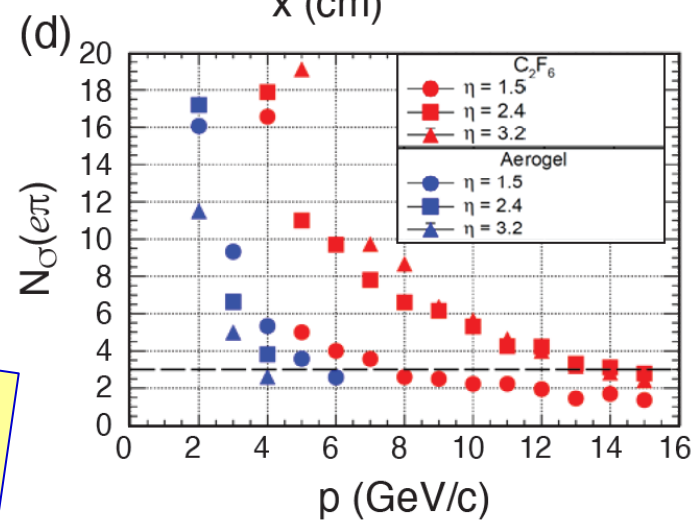 x (cm)
(d)
20
18
16
14
12
10
8
6
4
2
0
Nσ(eπ)
C₂F₆
η = 1.5
η = 2.4
η = 3.2
Aerogel
η = 1.5
η = 2.4
η = 3.2
0 2 4 6 8 10 12 14 16
p (GeV/c)